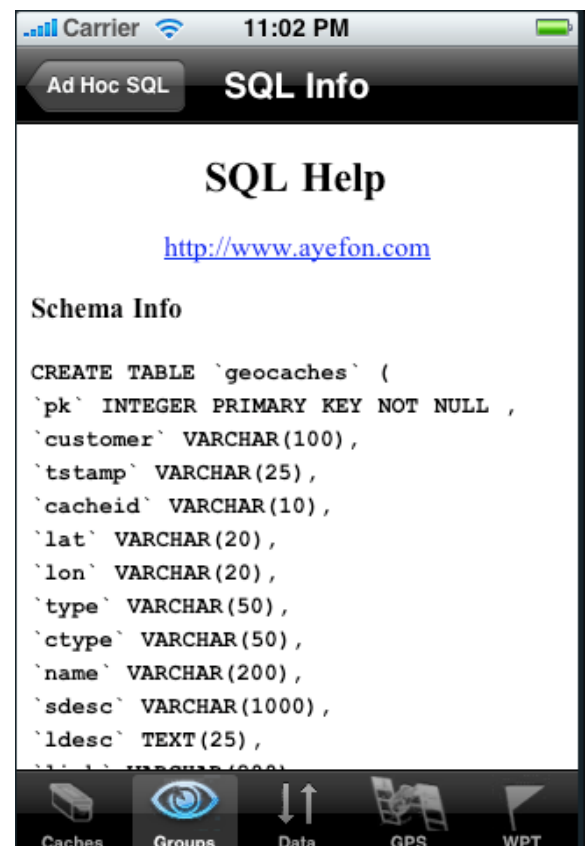 Carrier 11:02 PM
Ad Hoc SQL SQL Info
SQL Help
http://www.ayefon.com
Schema Info
CREATE TABLE `geocaches` (
`pk` INTEGER PRIMARY KEY NOT NULL ,
`customer` VARCHAR(100),
`tstamp` VARCHAR(25),
`cacheid` VARCHAR(10),
`lat` VARCHAR(20),
`lon` VARCHAR(20),
`type` VARCHAR(50),
`ctype` VARCHAR(50),
`name` VARCHAR(200),
`sdesc` VARCHAR(1000),
`ldesc` TEXT(25),
Caches Groups Data GPS WPT